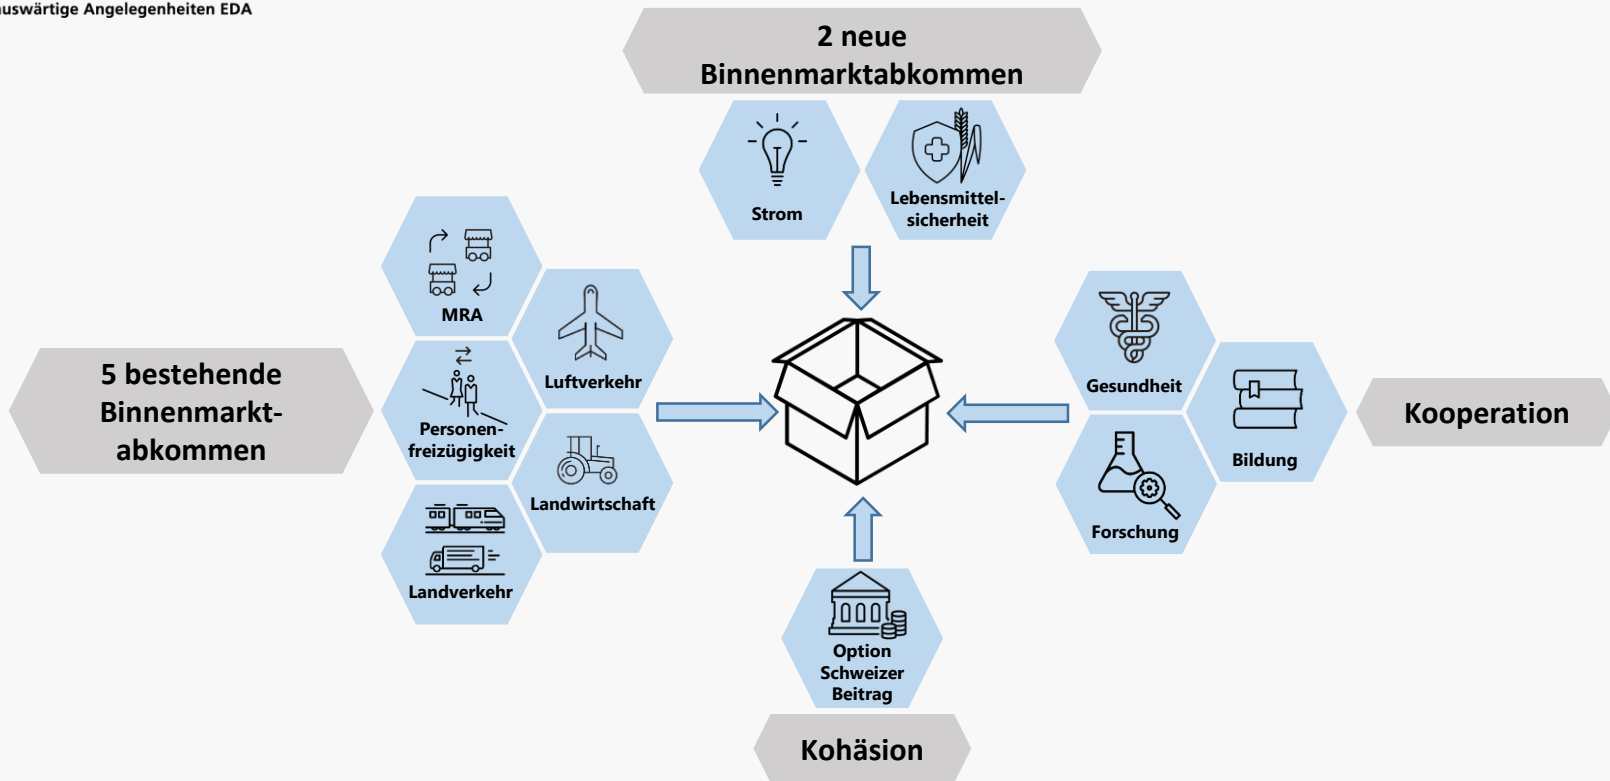 auswärtige Angelegenheiten EDA
2 neue
Binnenmarktabkommen
Strom
Lebensmittel-
sicherheit
MRA
Luftverkehr
Personen-
freizügigkeit
Landwirtschaft
Landverkehr
5 bestehende
Binnenmarkt-
abkommen
Gesundheit
Bildung
Forschung
Kooperation
Option
Schweizer
Beitrag
Kohäsion